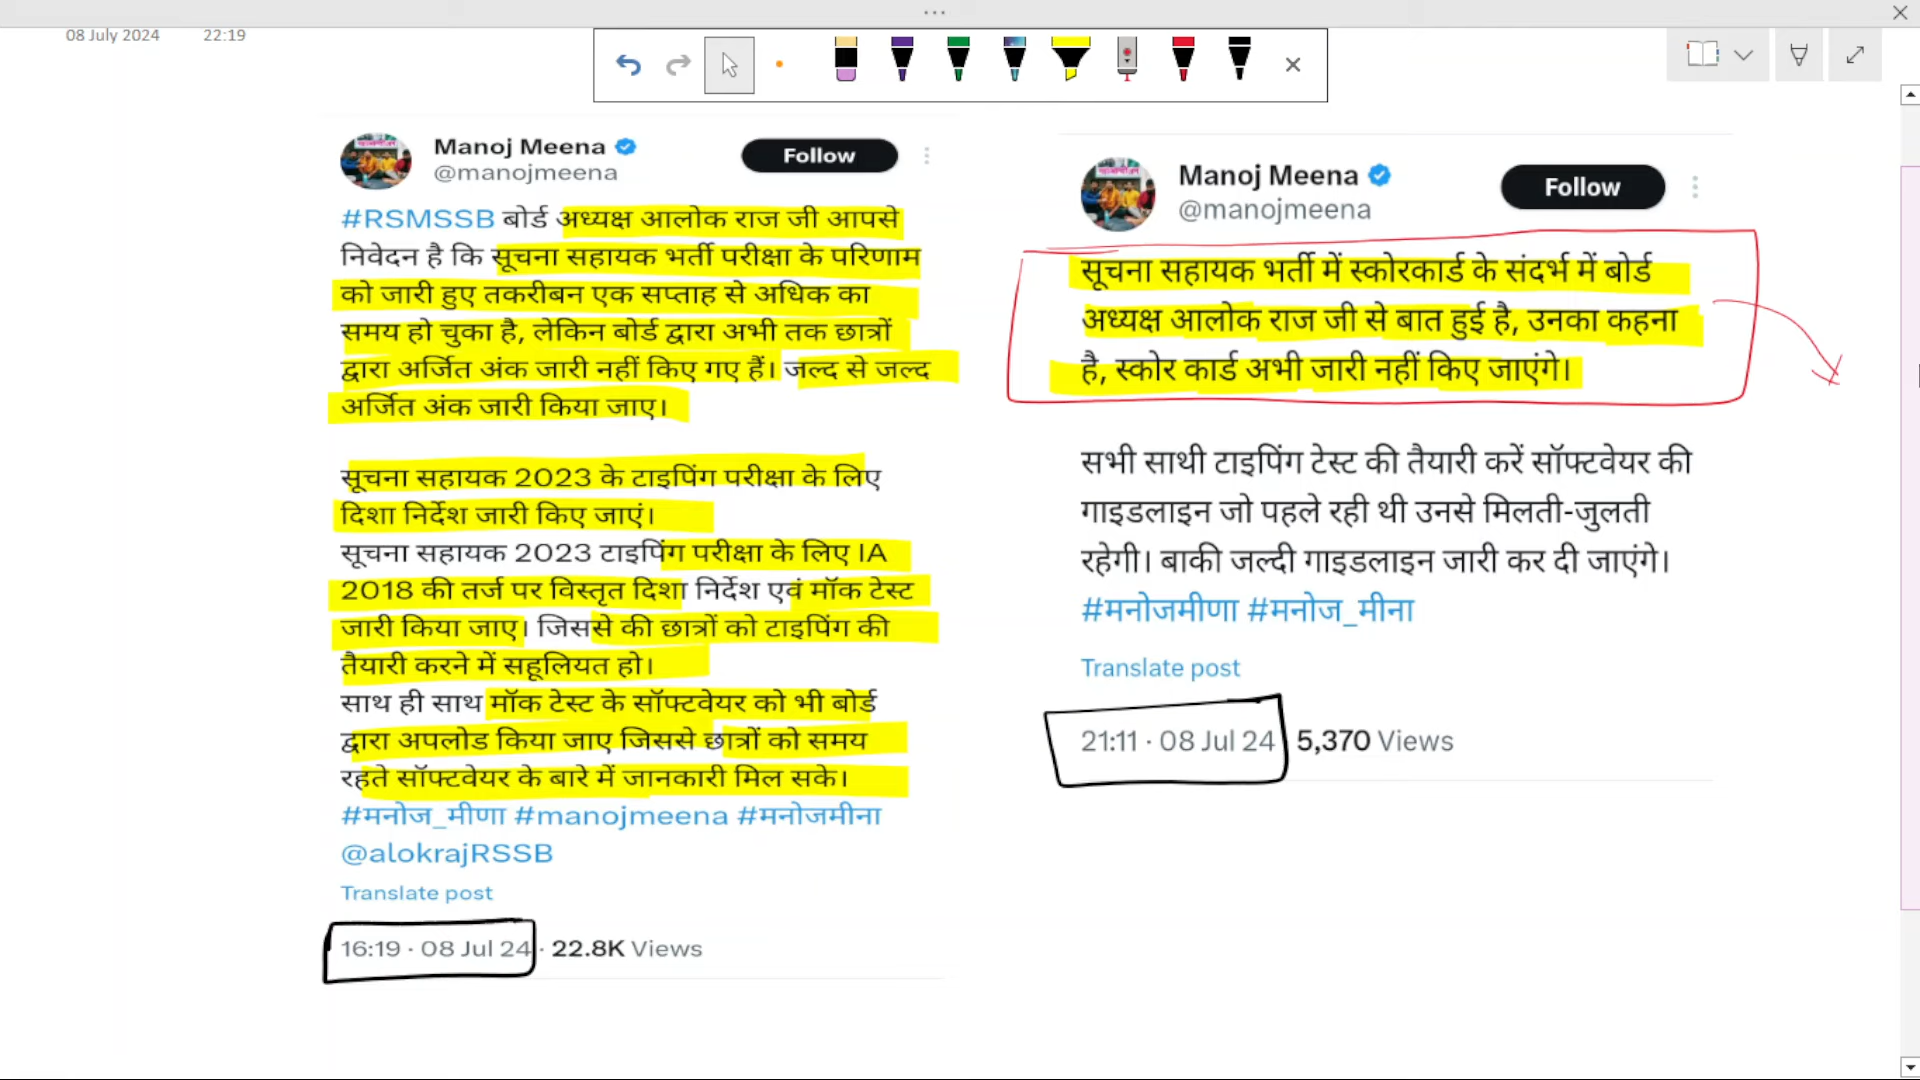 08 July 2024 22:19
Manoj Meena
@manojmeena
Follow
#RSMSSB बोर्ड अध्यक्ष आलोक राज जी आपसे
निवेदन है कि सूचना सहायक भर्ती परीक्षा के परिणाम
को जारी हुए तकरीबन एक सप्ताह से अधिक का
समय हो चुका है, लेकिन बोर्ड द्वारा अभी तक छात्रों
द्वारा अर्जित अंक जारी नहीं किए गए हैं। जल्द से जल्द
अर्जित अंक जारी किया जाए।
सूचना सहायक 2023 के टाइपिंग परीक्षा के लिए
दिशा निर्देश जारी किए जाएं।
सूचना सहायक 2023 टाइपिंग परीक्षा के लिए IA
2018 की तर्ज पर विस्तृत दिशा निर्देश एवं मॉक टेस्ट
जारी किया जाए। जिससे की छात्रों को टाइपिंग की
तैयारी करने में सहूलियत हो।
साथ ही साथ मॉक टेस्ट के सॉफ्टवेयर को भी बोर्ड
द्वारा अपलोड किया जाए जिससे छात्रों को समय
रहते सॉफ्टवेयर के बारे में जानकारी मिल सके।
#मनोज_मीणा #manojmeena #मनोजमीना
@alokrajRSSB
Translate post
16:19 · 08 Jul 24 · 22.8K Views
Manoj Meena
@manojmeena
Follow
सूचना सहायक भर्ती में स्कोरकार्ड के संदर्भ में बोर्ड
अध्यक्ष आलोक राज जी से बात हुई है, उनका कहना
है, स्कोर कार्ड अभी जारी नहीं किए जाएंगे।
सभी साथी टाइपिंग टेस्ट की तैयारी करें सॉफ्टवेयर की
गाइडलाइन जो पहले रही थी उनसे मिलती-जुलती
रहेगी। बाकी जल्दी गाइडलाइन जारी कर दी जाएंगे।
#मनोजमीणा #मनोज_मीना
Translate post
21:11 · 08 Jul 24 5,370 Views